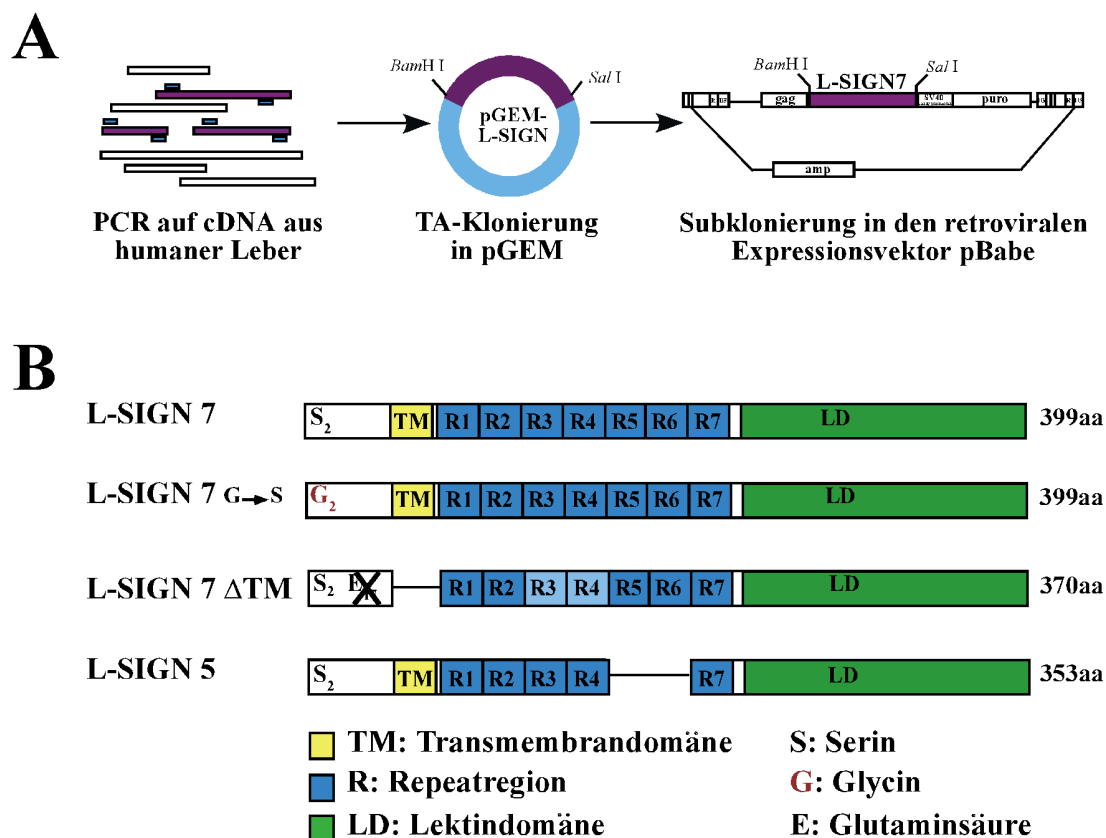 A
BamH I
Sal I
pGEM-
L-SIGN
BamH I
L-SIGN7
Sal I
gag
SV40
puro
amp
PCR auf cDNA aus
humaner Leber
TA-Klonierung
in pGEM
Subklonierung in den retroviralen
Expressionsvektor pBabe
B
L-SIGN 7 S2 TM R1 R2 R3 R4 R5 R6 R7 LD 399aa
L-SIGN 7 G→S G2 TM R1 R2 R3 R4 R5 R6 R7 LD 399aa
L-SIGN 7 ΔTM S2 E R1 R2 R3 R4 R5 R6 R7 LD 370aa
L-SIGN 5 S2 TM R1 R2 R3 R4 R7 LD 353aa
TM: Transmembrandomäne S: Serin
R: Repeatregion G: Glycin
LD: Lektindomäne E: Glutaminsäure